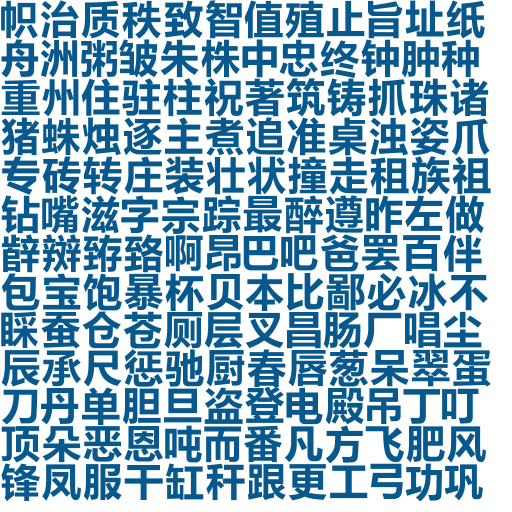 帜治质秩致智值殖止旨址纸
舟洲粥皱朱株中忠终钟肿种
重州住驻柱祝著筑铸抓珠诸
猪蛛烛逐主煮追准桌浊姿爪
专砖转庄装壮状撞走租族祖
钻嘴滋字宗踪最醉遵昨左做
辥辩臶臵啊昂巴吧爸罢百伴
包宝饱暴杯贝本比鄙必冰不
睬蚕仓苍厕层叉昌肠厂唱尘
辰承尺惩驰厨春唇葱呆翠蛋
刀丹单胆旦盗登电殿吊丁叮
顶朵恶恩吨而番凡方飞肥风
锋凤服干缸秆跟更工弓功巩